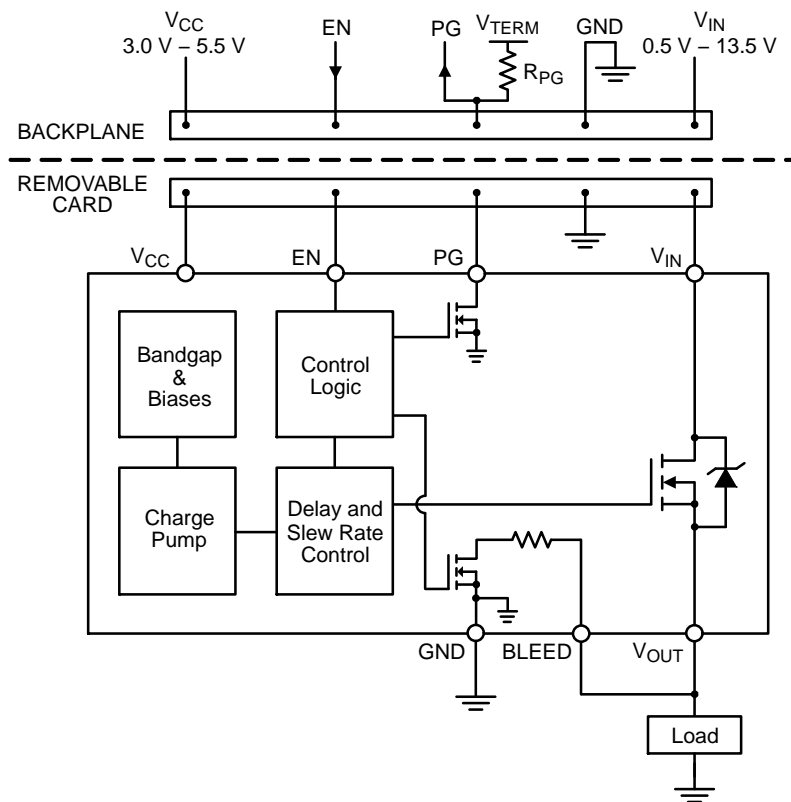 VCC
3.0 V – 5.5 V
EN
PG
VTERM
RPG
GND
VIN
0.5 V – 13.5 V
BACKPLANE
REMOVABLE
CARD
VCC
EN
PG
VIN
Bandgap
&
Biases
Control
Logic
Charge
Pump
Delay and
Slew Rate
Control
GND
BLEED
VOUT
Load